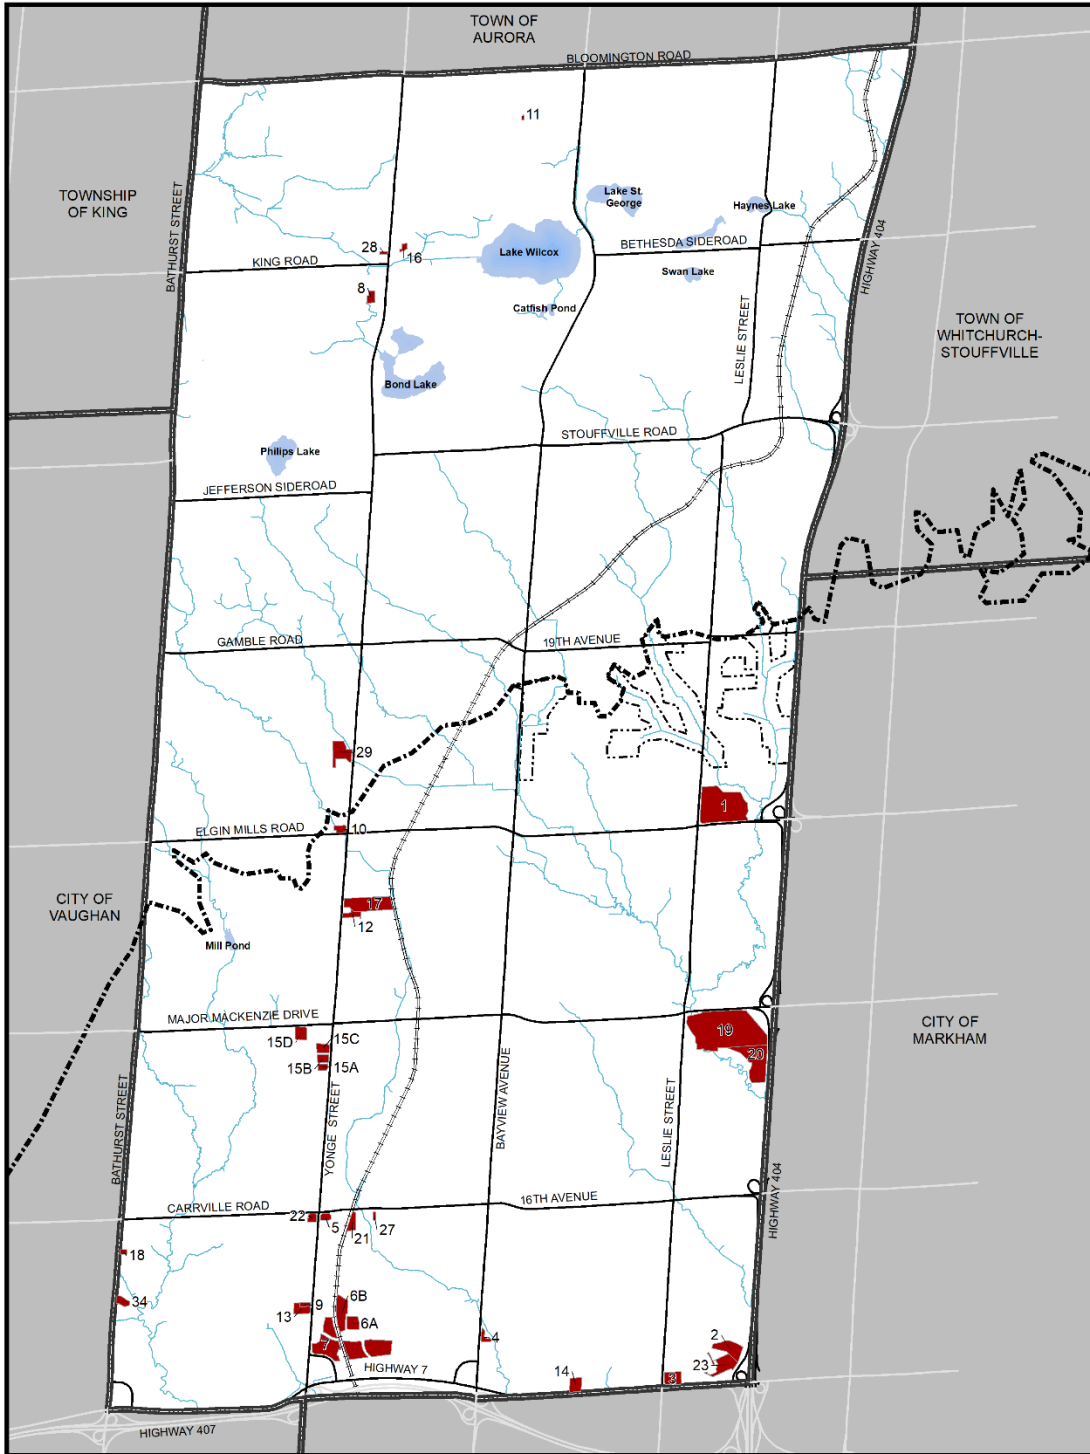 TOWN OF
AURORA
BLOOMINGTON ROAD
11
TOWNSHIP
OF KING
BATHURST STREET
Lake St.
George
Haynes Lake
HIGHWAY 404
28
16
KING ROAD
Lake Wilcox
BETHESDA SIDEROAD
Swan Lake
8
Catfish Pond
LESLIE STREET
TOWN OF
WHITCHURCH-
STOUFFVILLE
Bond Lake
STOUFFVILLE ROAD
Philips Lake
JEFFERSON SIDEROAD
GAMBLE ROAD
19TH AVENUE
29
1
ELGIN MILLS ROAD
10
CITY OF
VAUGHAN
17
12
Mill Pond
MAJOR MACKENZIE DRIVE
CITY OF
MARKHAM
19
20
15D
15C
15B
15A
BATHURST STREET
YONGE STREET
BAYVIEW AVENUE
LESLIE STREET
HIGHWAY 404
CARRVILLE ROAD
16TH AVENUE
22
5
21
27
18
34
13
9
6B
6A
7
4
2
23
HIGHWAY 7
14
3
HIGHWAY 407